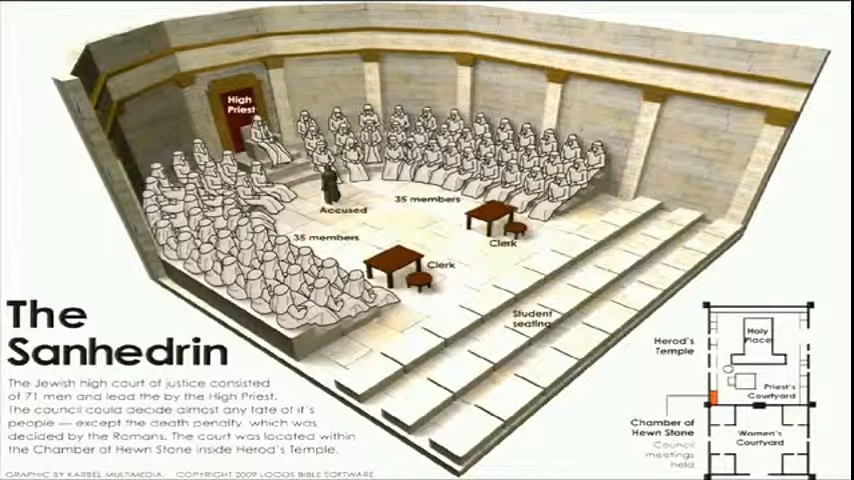 High
Priest
Accused
35 members
35 members
Clerk
Clerk
Student
seating
The
Sanhedrin
The Jewish high court of justice consisted
of 71 men and lead the by the High Priest.
The council could decide almost any fate of it's
people — except the death penalty, which was
decided by the Romans. The court was located within
the Chamber of Hewn Stone inside Herod's Temple.
GRAPHIC BY KARBEL MULTIMEDIA. COPYRIGHT 2009 LOGOS BIBLE SOFTWARE
Herod's
Temple
Holy
Place
Priest's
Courtyard
Chamber of
Hewn Stone
Council
meetings
held
Women's
Courtyard